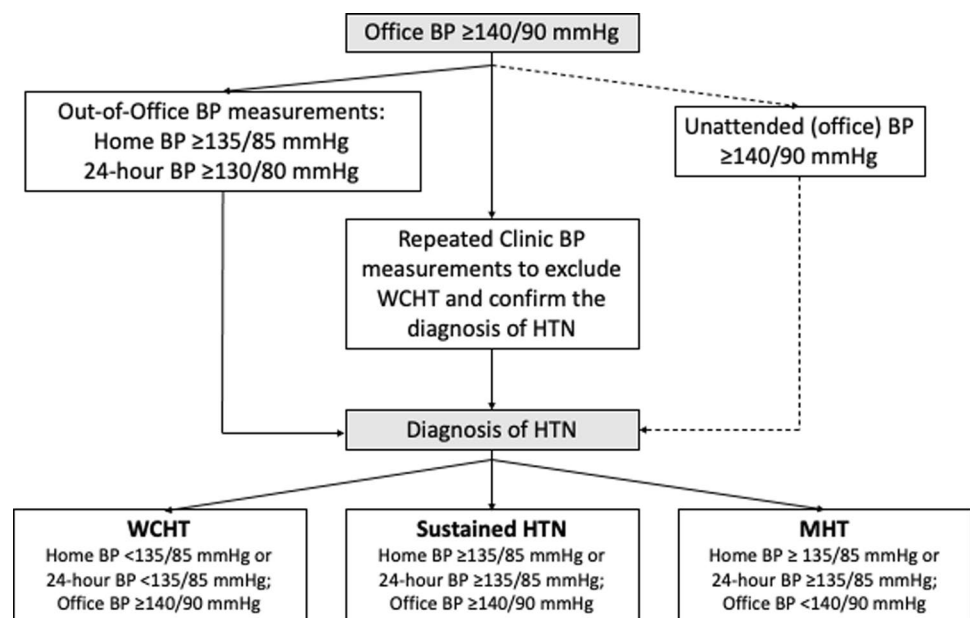 Office BP ≥140/90 mmHg
Out-of-Office BP measurements:
Home BP ≥135/85 mmHg
24-hour BP ≥130/80 mmHg
Unattended (office) BP
≥140/90 mmHg
Repeated Clinic BP
measurements to exclude
WCHT and confirm the
diagnosis of HTN
Diagnosis of HTN
WCHT
Home BP <135/85 mmHg or
24-hour BP <135/85 mmHg;
Office BP ≥140/90 mmHg
Sustained HTN
Home BP ≥135/85 mmHg or
24-hour BP ≥135/85 mmHg;
Office BP ≥140/90 mmHg
MHT
Home BP ≥ 135/85 mmHg or
24-hour BP ≥135/85 mmHg;
Office BP <140/90 mmHg